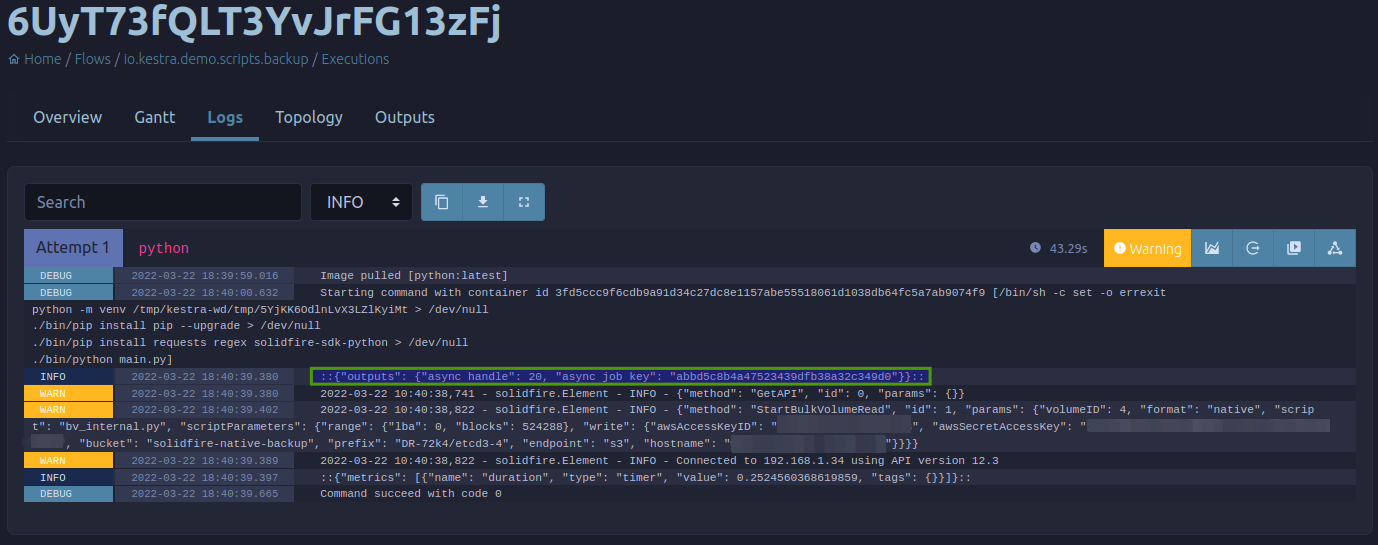 6UyT73fQLT3YvJrFG13zFj
Home / Flows / io.kestra.demo.scripts.backup / Executions
Overview Gantt Logs Topology Outputs
Search INFO
Attempt 1 python 43.29s Warning
DEBUG 2022-03-22 18:39:59.016 Image pulled [python:latest]
DEBUG 2022-03-22 18:40:00.632 Starting command with container id 3fd5ccc9f6cdb9a91d34c27dc8e1157abe55518061d1038db64fc5a7ab9074f9 [/bin/sh -c set -o errexit
python -m venv /tmp/kestra-wd/tmp/5YjKK6OdlnLvX3LZlKyiMt > /dev/null
./bin/pip install pip --upgrade > /dev/null
./bin/pip install requests regex solidfire-sdk-python > /dev/null
./bin/python main.py]
INFO 2022-03-22 18:40:39.380 ::{"outputs": {"async handle": 20, "async job key": "abbd5c8b4a47523439dfb38a32c349d0"}}::
WARN 2022-03-22 18:40:39.380 2022-03-22 10:40:38,741 - solidfire.Element - INFO - {"method": "GetAPI", "id": 0, "params": {}}
WARN 2022-03-22 18:40:39.402 2022-03-22 10:40:38,822 - solidfire.Element - INFO - {"method": "StartBulkVolumeRead", "id": 1, "params": {"volumeID": 4, "format": "native", "scrip
t": "bv_internal.py", "scriptParameters": {"range": {"lba": 0, "blocks": 524288}, "write": {"awsAccessKeyID": " ", "awsSecretAccessKey": "
, "bucket": "solidfire-native-backup", "prefix": "DR-72k4/etcd3-4", "endpoint": "s3", "hostname": " "}}}}
WARN 2022-03-22 18:40:39.389 2022-03-22 10:40:38,822 - solidfire.Element - INFO - Connected to 192.168.1.34 using API version 12.3
INFO 2022-03-22 18:40:39.397 ::{"metrics": [{"name": "duration", "type": "timer", "value": 0.2524560368619859, "tags": {}}]}::
DEBUG 2022-03-22 18:40:39.665 Command succeed with code 0